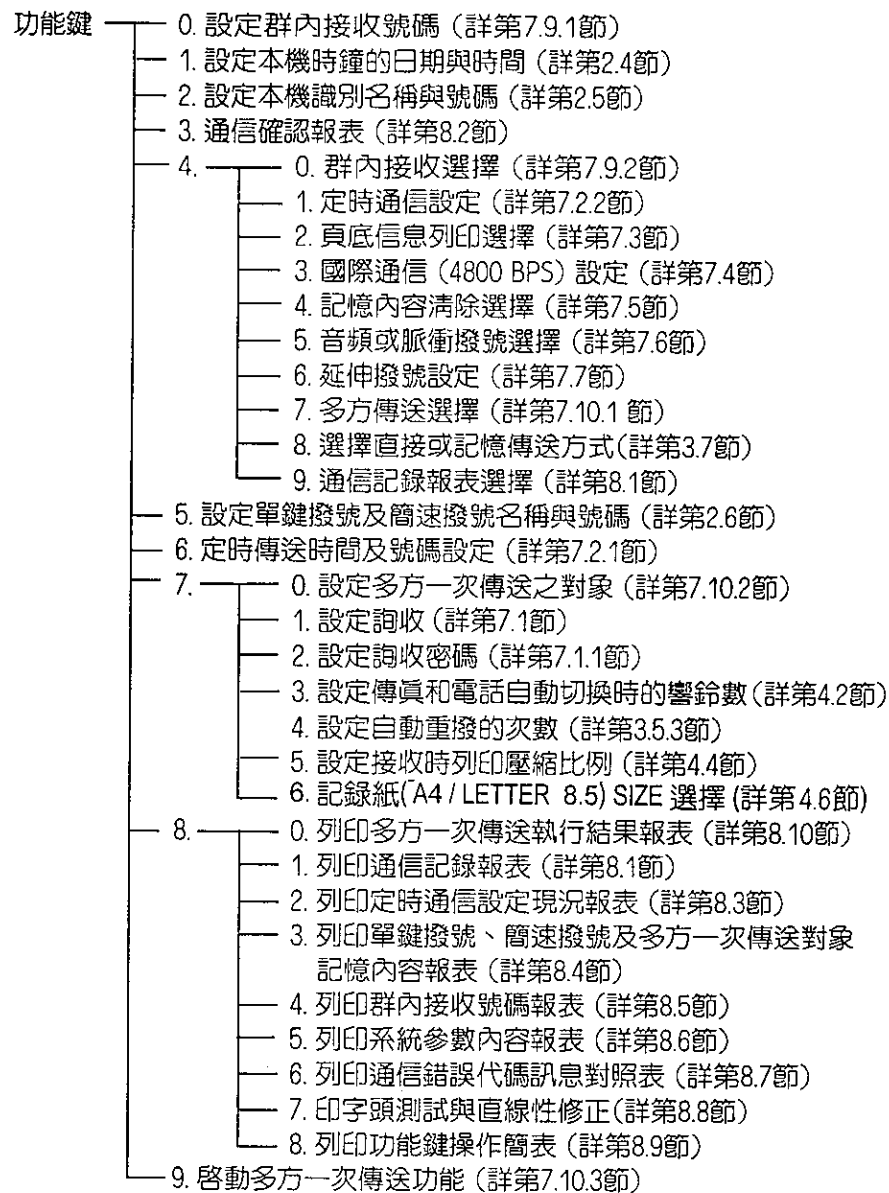 功能鍵 0. 設定群內接收號碼 (詳第7.9.1節)
1. 設定本機時鐘的日期與時間 (詳第2.4節)
2. 設定本機識別名稱與號碼 (詳第2.5節)
3. 通信確認報表 (詳第8.2節)
4. 0. 群內接收選擇 (詳第7.9.2節)
1. 定時通信設定 (詳第7.2.2節)
2. 頁底信息列印選擇 (詳第7.3節)
3. 國際通信 (4800 BPS) 設定 (詳第7.4節)
4. 記憶內容清除選擇 (詳第7.5節)
5. 音頻或脈衝撥號選擇 (詳第7.6節)
6. 延伸撥號設定 (詳第7.7節)
7. 多方傳送選擇 (詳第7.10.1 節)
8. 選擇直接或記憶傳送方式(詳第3.7節)
9. 通信記錄報表選擇 (詳第8.1節)
5. 設定單鍵撥號及簡速撥號名稱與號碼 (詳第2.6節)
6. 定時傳送時間及號碼設定 (詳第7.2.1節)
7. 0. 設定多方一次傳送之對象 (詳第7.10.2節)
1. 設定詢收 (詳第7.1節)
2. 設定詢收密碼 (詳第7.1.1節)
3. 設定傳眞和電話自動切換時的響鈴數(詳第4.2節)
4. 設定自動重撥的次數 (詳第3.5.3節)
5. 設定接收時列印壓縮比例 (詳第4.4節)
6. 記錄紙(A4 / LETTER 8.5) SIZE 選擇 (詳第4.6節)
8. 0. 列印多方一次傳送執行結果報表 (詳第8.10節)
1. 列印通信記錄報表 (詳第8.1節)
2. 列印定時通信設定現況報表 (詳第8.3節)
3. 列印單鍵撥號、簡速撥號及多方一次傳送對象
記憶內容報表 (詳第8.4節)
4. 列印群內接收號碼報表 (詳第8.5節)
5. 列印系統參數內容報表 (詳第8.6節)
6. 列印通信錯誤代碼訊息對照表 (詳第8.7節)
7. 印字頭測試與直線性修正(詳第8.8節)
8. 列印功能鍵操作簡表 (詳第8.9節)
9. 啓動多方一次傳送功能 (詳第7.10.3節)